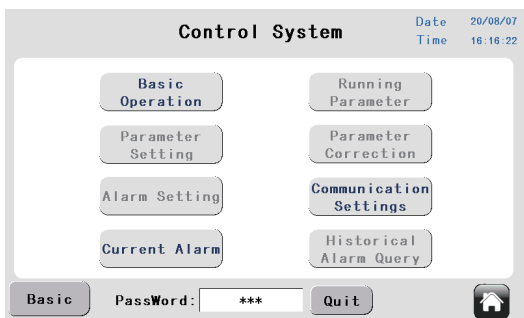 Control System
Date 20/08/07
Time 16:16:22
Basic
Operation
Running
Parameter
Parameter
Setting
Parameter
Correction
Alarm Setting
Communication
Settings
Current Alarm
Historical
Alarm Query
Basic
PassWord:
***
Quit